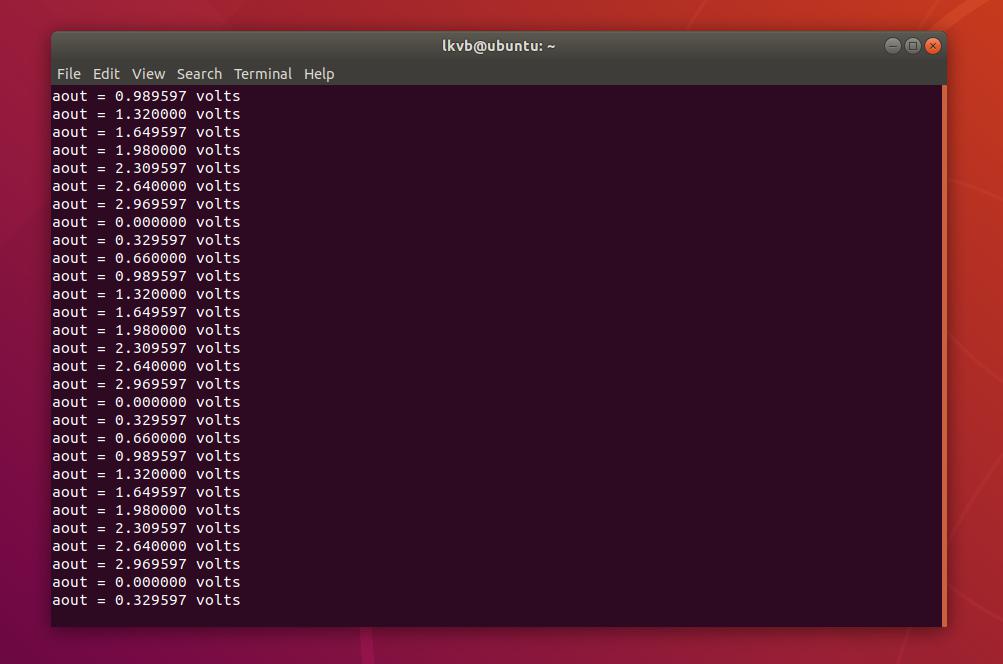 lkvb@ubuntu: ~
File Edit View Search Terminal Help
aout = 0.989597 volts
aout = 1.320000 volts
aout = 1.649597 volts
aout = 1.980000 volts
aout = 2.309597 volts
aout = 2.640000 volts
aout = 2.969597 volts
aout = 0.000000 volts
aout = 0.329597 volts
aout = 0.660000 volts
aout = 0.989597 volts
aout = 1.320000 volts
aout = 1.649597 volts
aout = 1.980000 volts
aout = 2.309597 volts
aout = 2.640000 volts
aout = 2.969597 volts
aout = 0.000000 volts
aout = 0.329597 volts
aout = 0.660000 volts
aout = 0.989597 volts
aout = 1.320000 volts
aout = 1.649597 volts
aout = 1.980000 volts
aout = 2.309597 volts
aout = 2.640000 volts
aout = 2.969597 volts
aout = 0.000000 volts
aout = 0.329597 volts